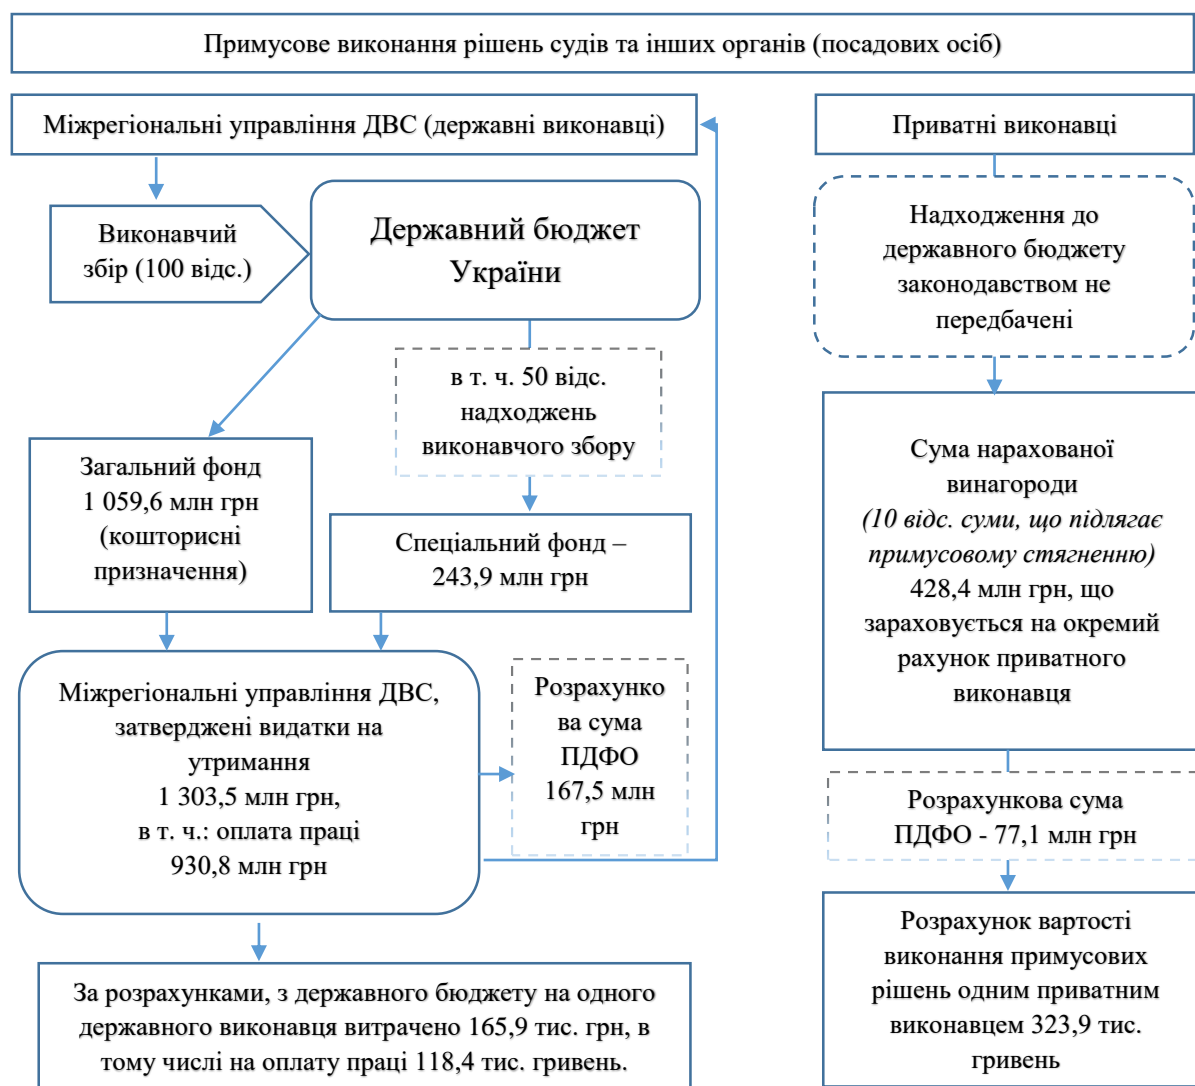 Примусове виконання рішень судів та інших органів (посадових осіб)
Міжрегіональні управління ДВС (державні виконавці)
Виконавчий
збір (100 відс.)
Державний бюджет
України
в т. ч. 50 відс.
надходжень
виконавчого збору
Загальний фонд
1 059,6 млн грн
(кошторисні
призначення)
Спеціальний фонд –
243,9 млн грн
Міжрегіональні управління ДВС,
затверджені видатки на
утримання
1 303,5 млн грн,
в т. ч.: оплата праці
930,8 млн грн
Розрахунко
ва сума
ПДФО
167,5 млн
грн
За розрахунками, з державного бюджету на одного
державного виконавця витрачено 165,9 тис. грн, в
тому числі на оплату праці 118,4 тис. гривень.
Приватні виконавці
Надходження до
державного бюджету
законодавством не
передбачені
Сума нарахованої
винагороди
(10 відс. суми, що підлягає
примусовому стягненню)
428,4 млн грн, що
зараховується на окремий
рахунок приватного
виконавця
Розрахункова сума
ПДФО - 77,1 млн грн
Розрахунок вартості
виконання примусових
рішень одним приватним
виконавцем 323,9 тис.
гривень